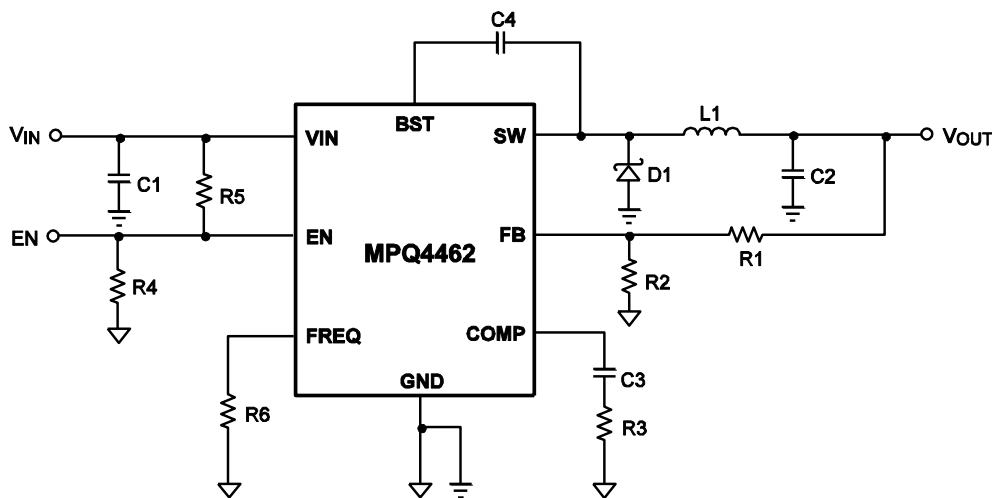 C4
VIN
BST
SW
L1
VOUT
VIN
C1
R5
D1
C2
EN
EN
MPQ4462
FB
R1
R4
R2
FREQ
COMP
GND
C3
R6
R3